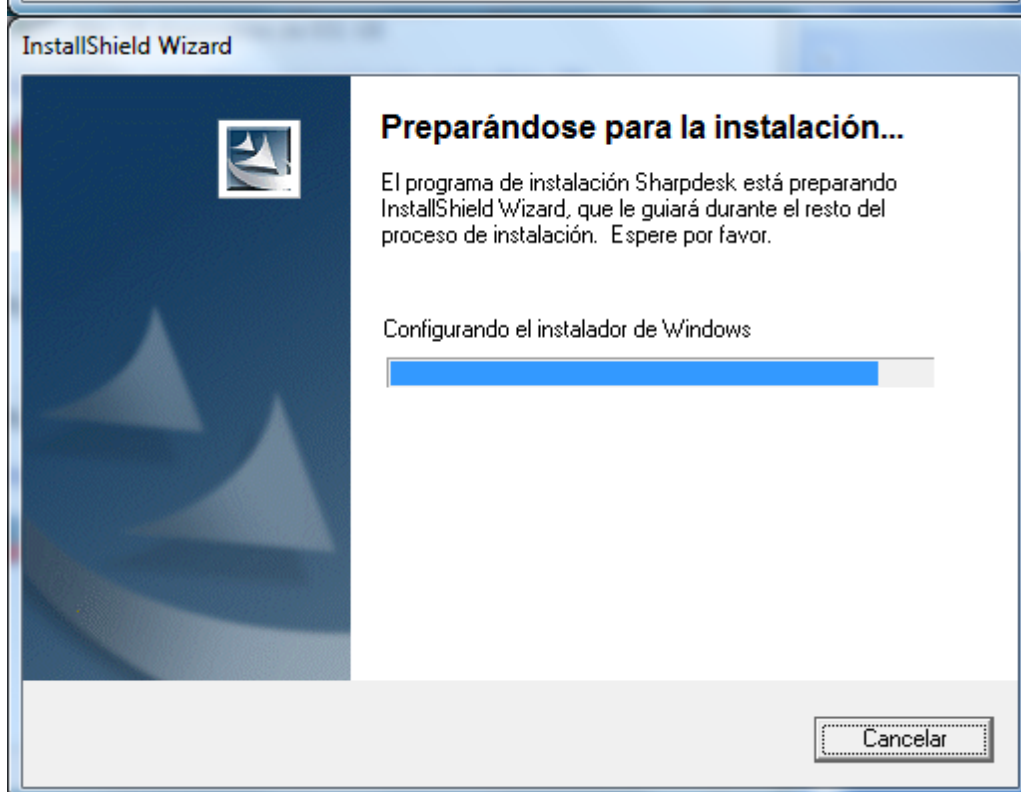 InstallShield Wizard
Preparándose para la instalación...
El programa de instalación Sharpdesk está preparando
InstallShield Wizard, que le guiará durante el resto del
proceso de instalación.  Espere por favor.
Configurando el instalador de Windows
Cancelar